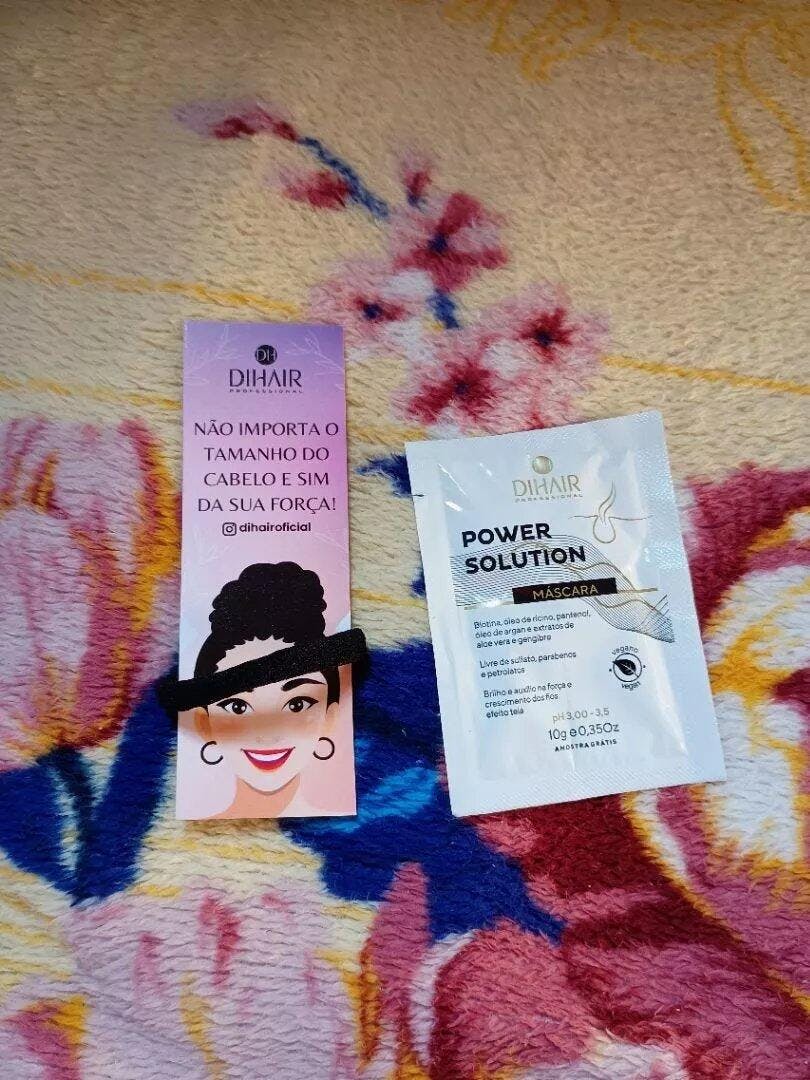 DH
DIHAIR
PROFESSIONAL
NÃO IMPORTA O
TAMANHO DO
CABELO E SIM
DA SUA FORÇA!
dihairoficial
DIHAIR
PROFESSIONAL
POWER
SOLUTION
MÁSCARA
Biotina, óleo de rícino, pantenol,
óleo de argan e extratos de
aloe vera e gengibre
Livre de sulfato, parabenos
e petrolatos
vegano
vegan
Brilho e auxílio na força e
crescimento dos fios
efeito teia
pH 3,00 - 3,5
10g e 0,35Oz
AMOSTRA GRÁTIS